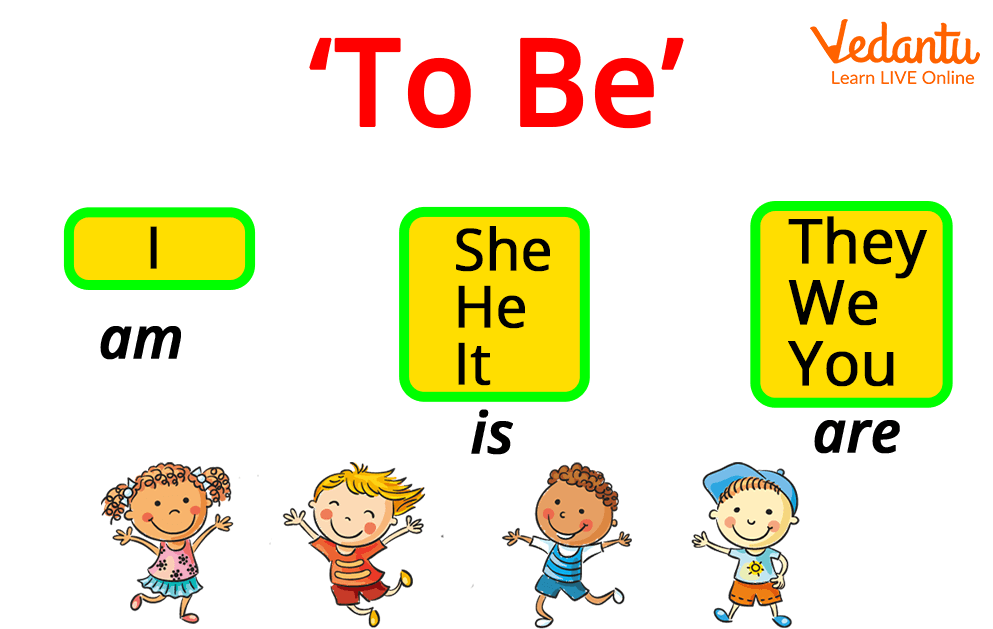 ‘To Be’
Vedantu
Learn LIVE Online
I
am
She
He
It
is
They
We
You
are